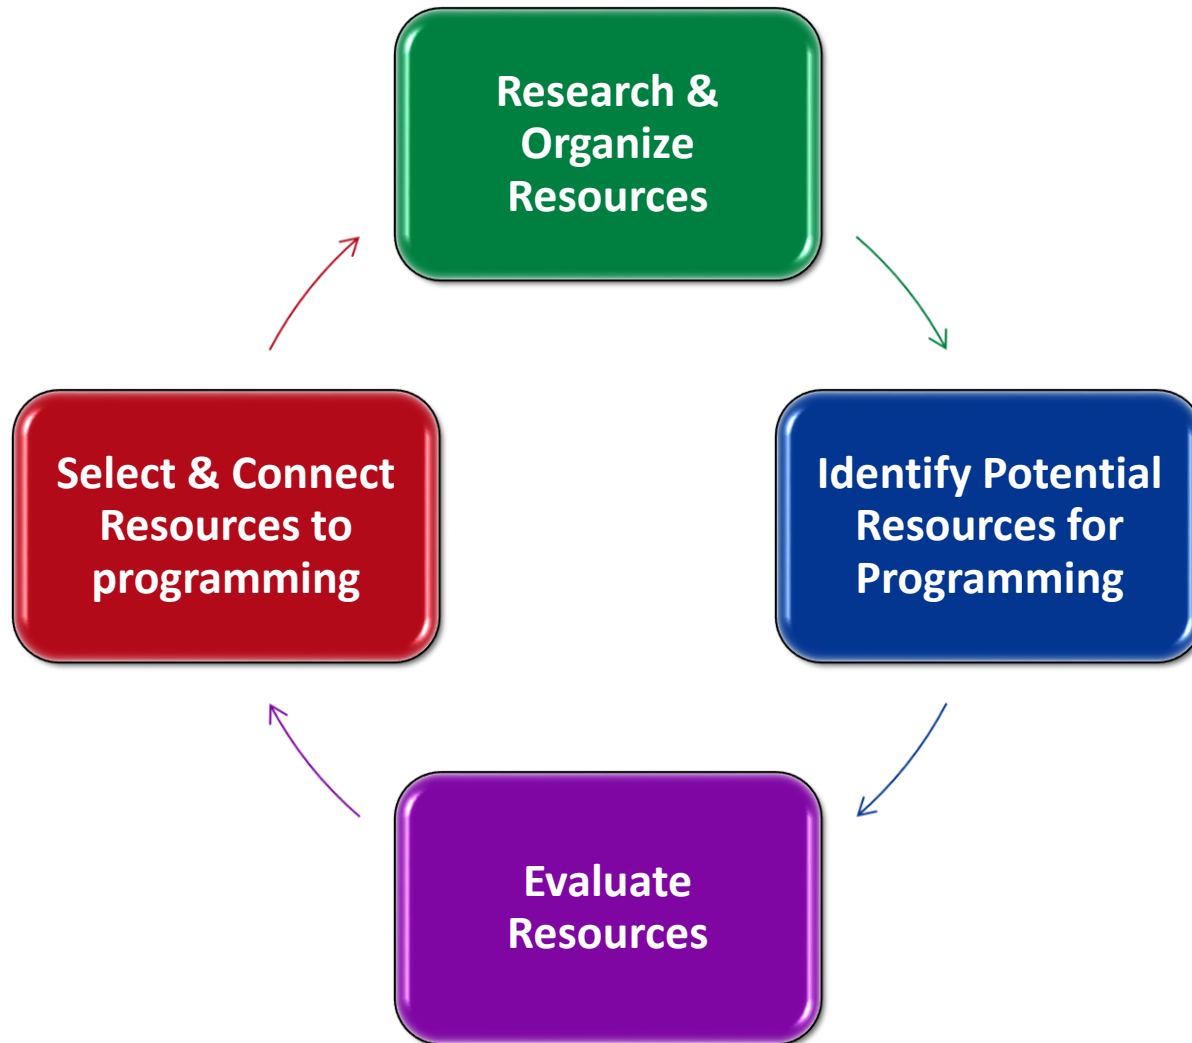 Research &
Organize
Resources
Identify Potential
Resources for
Programming
Evaluate
Resources
Select & Connect
Resources to
programming